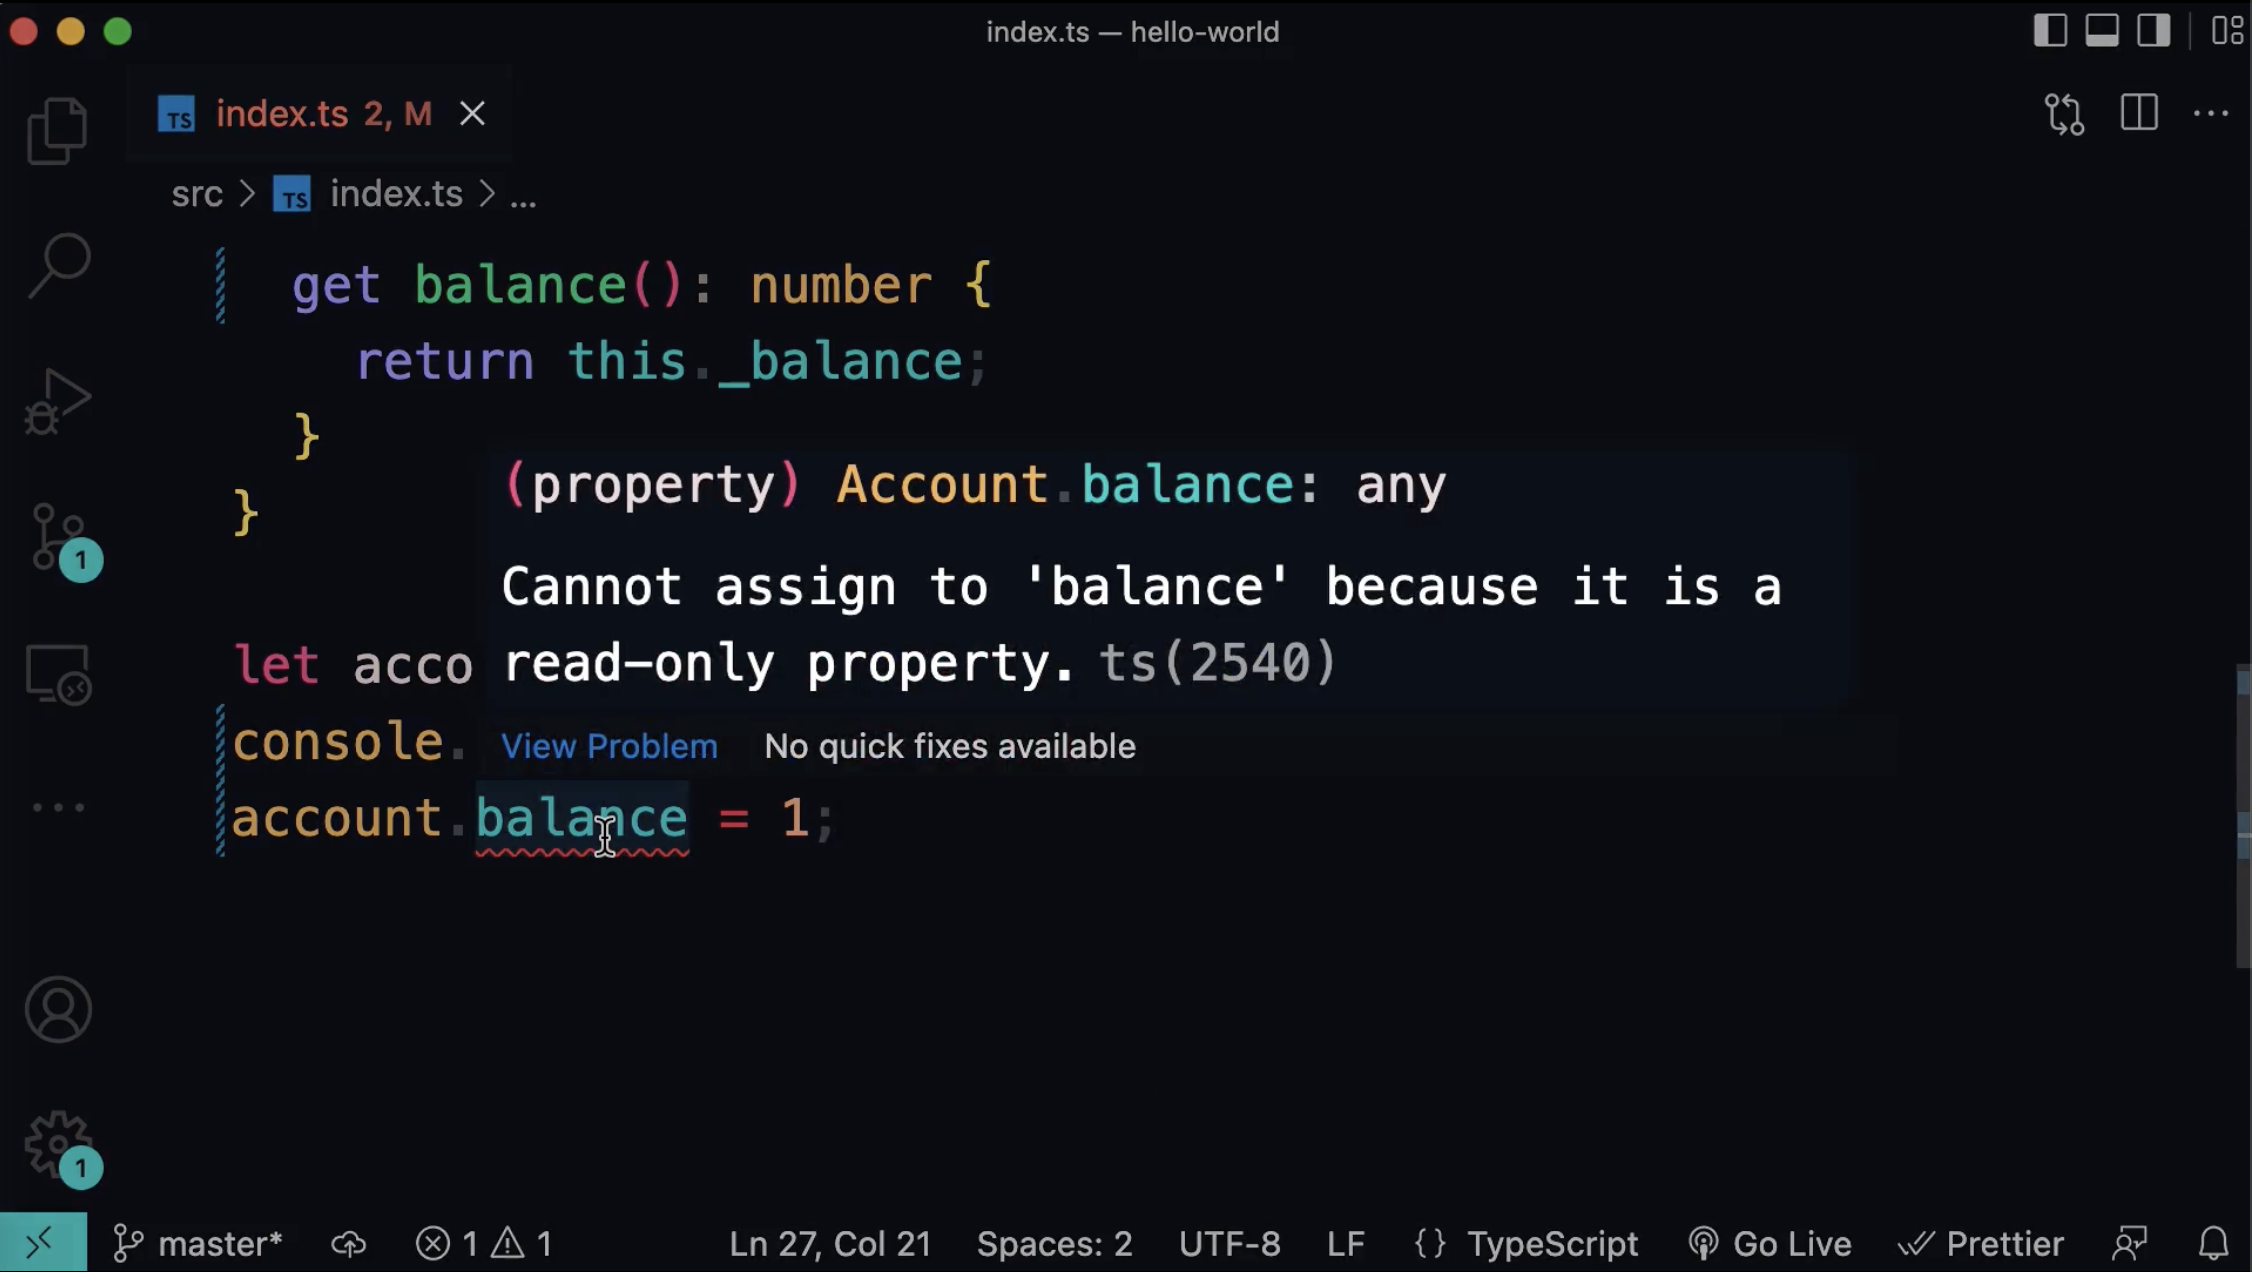 index.ts — hello-world
TS index.ts 2, M
src > TS index.ts > ...
get balance(): number {
return this._balance;
}
}
(property) Account.balance: any
Cannot assign to 'balance' because it is a
read-only property. ts(2540)
let acco
console.
View Problem No quick fixes available
account.balance = 1;
1
1
master* 1 1 Ln 27, Col 21 Spaces: 2 UTF-8 LF {} TypeScript Go Live Prettier